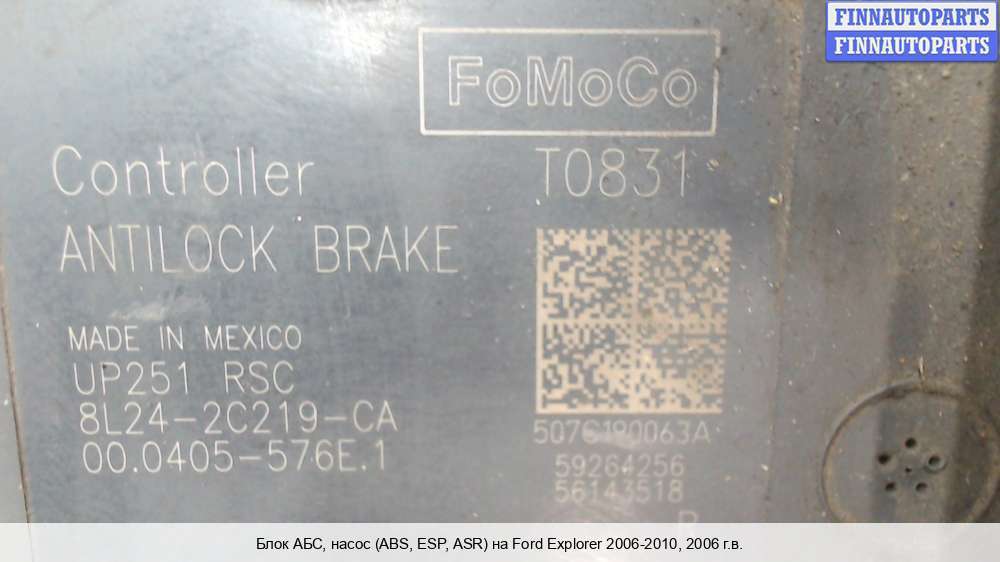 FINNAUTOPARTS
FINNAUTOPARTS
FoMoCo
Controller
T0831
ANTILOCK BRAKE
MADE IN MEXICO
UP251 RSC
8L24-2C219-CA
00.0405-576E.1
59264256
56143518
Блок АБС, насос (ABS, ESP, ASR) на Ford Explorer 2006-2010, 2006 г.в.